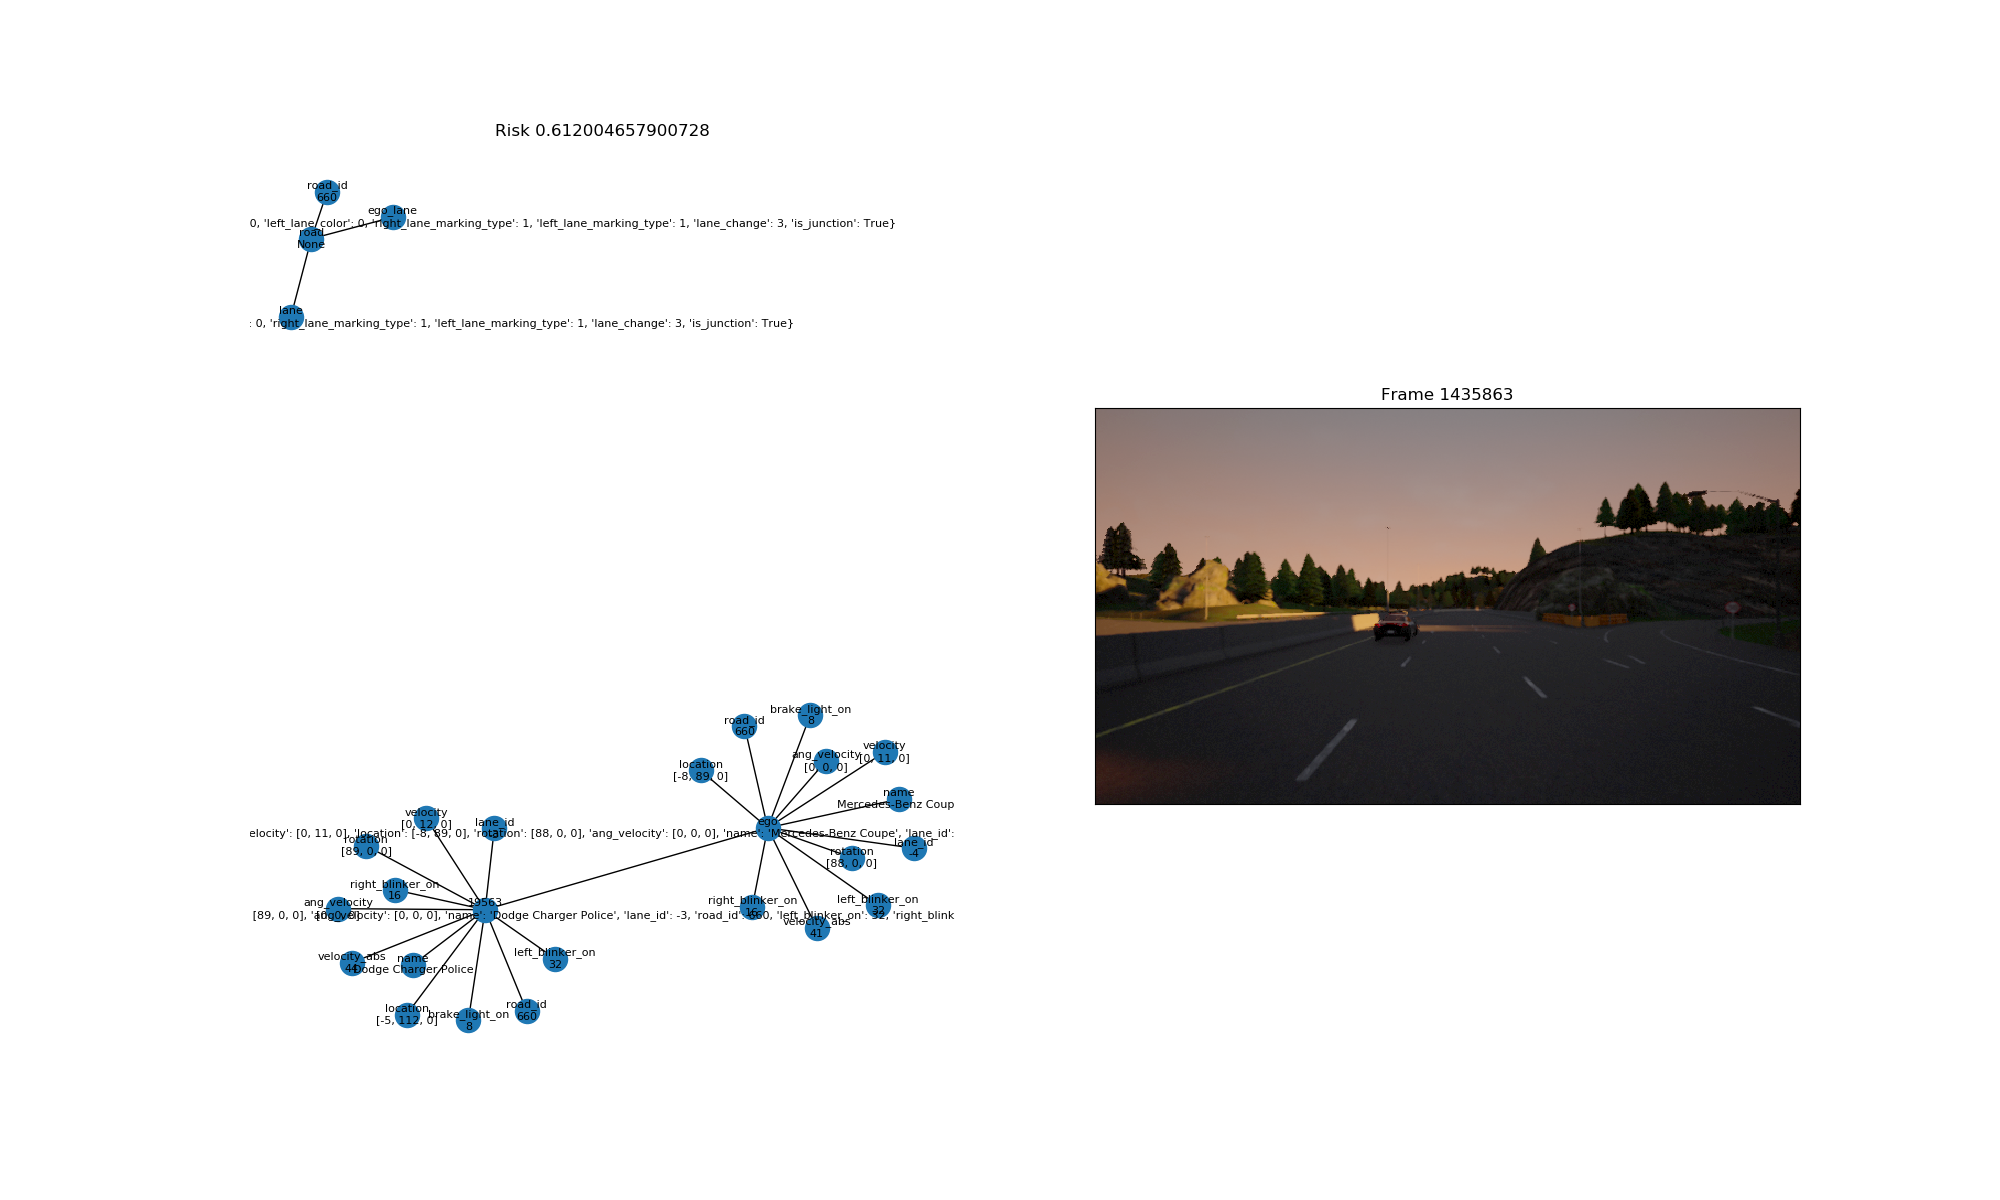 Risk 0.612004657900728
road_id
660
ego_lane
0, 'left_lane_color': 0, 'right_lane_marking_type': 1, 'left_lane_marking_type': 1, 'lane_change': 3, 'is_junction': True}
road
None
lane
: 0, 'right_lane_marking_type': 1, 'left_lane_marking_type': 1, 'lane_change': 3, 'is_junction': True}
Frame 1435863
brake_light_on
8
road_id
660
velocity
[0, 11, 0]
ang_velocity
[0, 0, 0]
location
[-8, 89, 0]
name
Mercedes-Benz Coup
ego
elocity': [0, 11, 0], 'location': [-8, 89, 0], 'rotation': [88, 0, 0], 'ang_velocity': [0, 0, 0], 'name': 'Mercedes-Benz Coupe', 'lane_id':
lane_id
-4
rotation
[88, 0, 0]
left_blinker_on
32
right_blinker_on
16
velocity_abs
41
velocity
[0, 12, 0]
lane_id
-3
rotation
[89, 0, 0]
right_blinker_on
16
ang_velocity
[0, 0, 0]
19563
[89, 0, 0], 'ang_velocity': [0, 0, 0], 'name': 'Dodge Charger Police', 'lane_id': -3, 'road_id': 660, 'left_blinker_on': 32, 'right_blink
left_blinker_on
32
velocity_abs
44
name
Dodge Charger Police
location
[-5, 112, 0]
brake_light_on
8
road_id
660